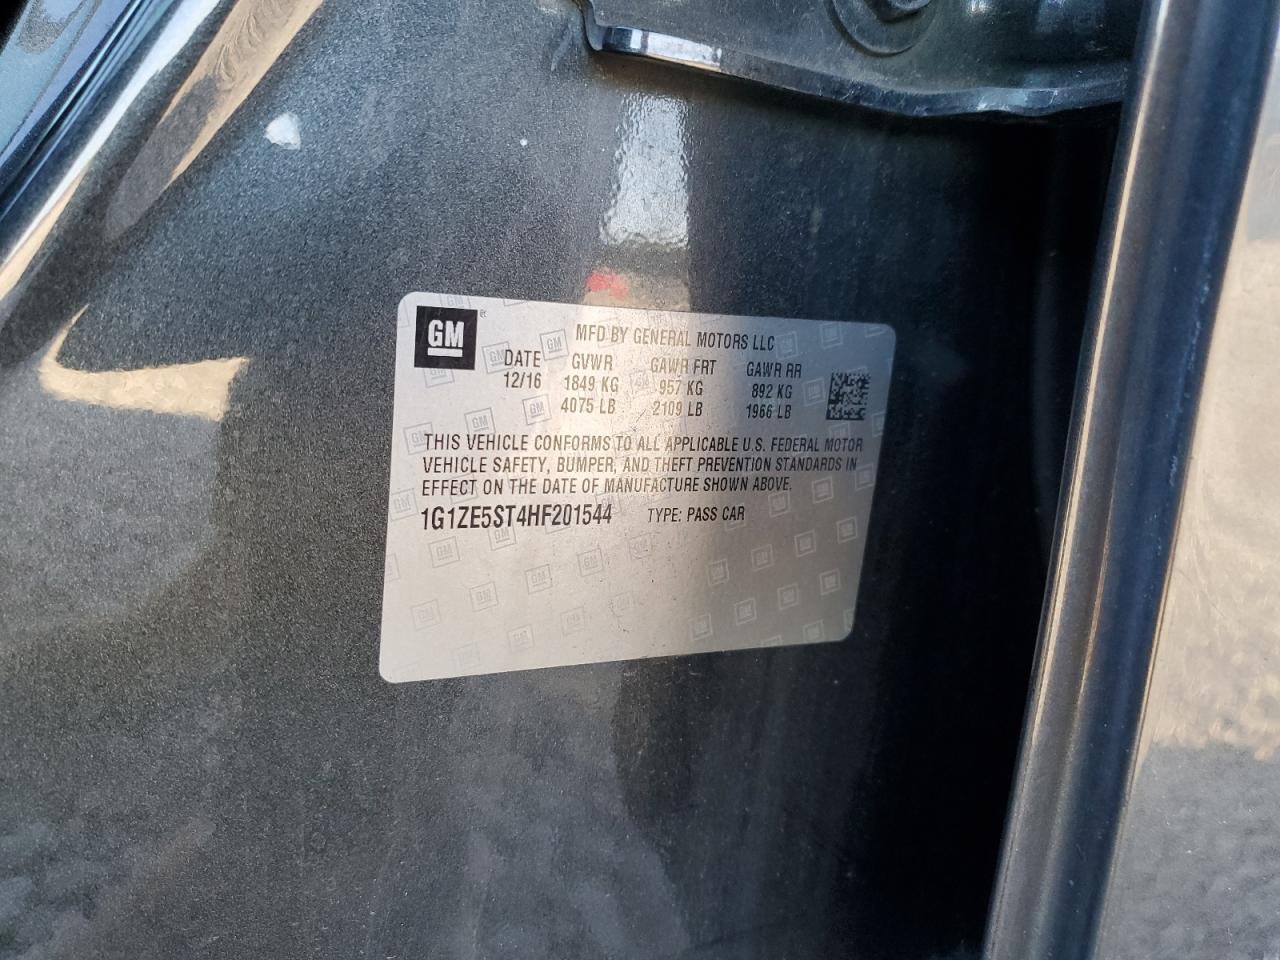 GM
MFD BY GENERAL MOTORS LLC
DATE GVWR GAWR FRT GAWR RR
12/16 1849 KG 957 KG 892 KG
4075 LB 2109 LB 1966 LB
THIS VEHICLE CONFORMS TO ALL APPLICABLE U.S. FEDERAL MOTOR
VEHICLE SAFETY, BUMPER, AND THEFT PREVENTION STANDARDS IN
EFFECT ON THE DATE OF MANUFACTURE SHOWN ABOVE.
1G1ZE5ST4HF201544 TYPE: PASS CAR